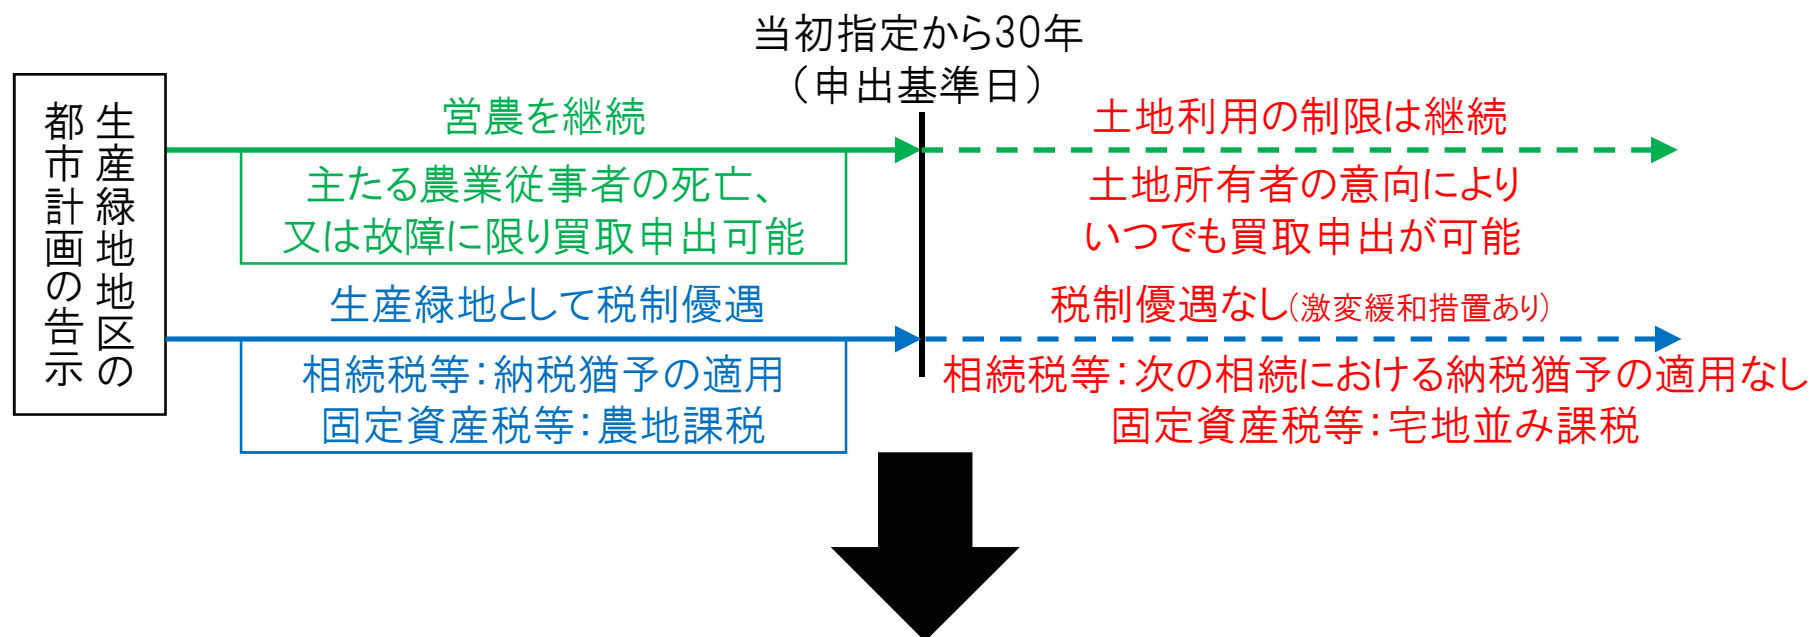 生産緑地地区の
都市計画の告示
当初指定から30年
（申出基準日）
営農を継続
主たる農業従事者の死亡、
又は故障に限り買取申出可能
土地利用の制限は継続
土地所有者の意向により
いつでも買取申出が可能
生産緑地として税制優遇
相続税等：納税猶予の適用
固定資産税等：農地課税
税制優遇なし（激変緩和措置あり）
相続税等：次の相続における納税猶予の適用なし
固定資産税等：宅地並み課税